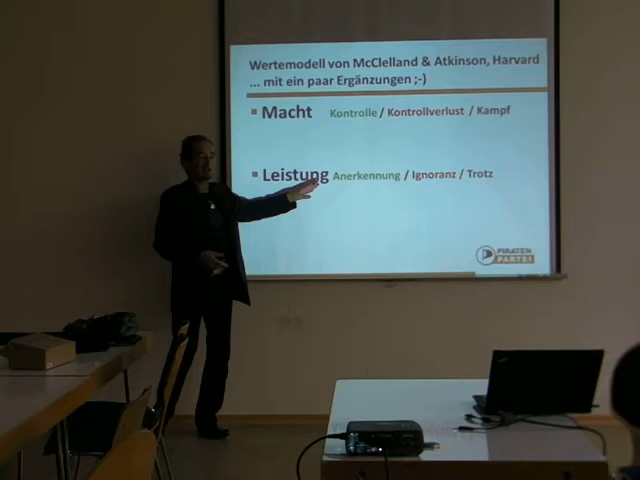 Wertemodell von McClelland & Atkinson, Harvard
... mit ein paar Ergänzungen ;-)
▪ Macht Kontrolle / Kontrollverlust / Kampf
▪ Leistung Anerkennung / Ignoranz / Trotz
PIRATEN
PARTEI